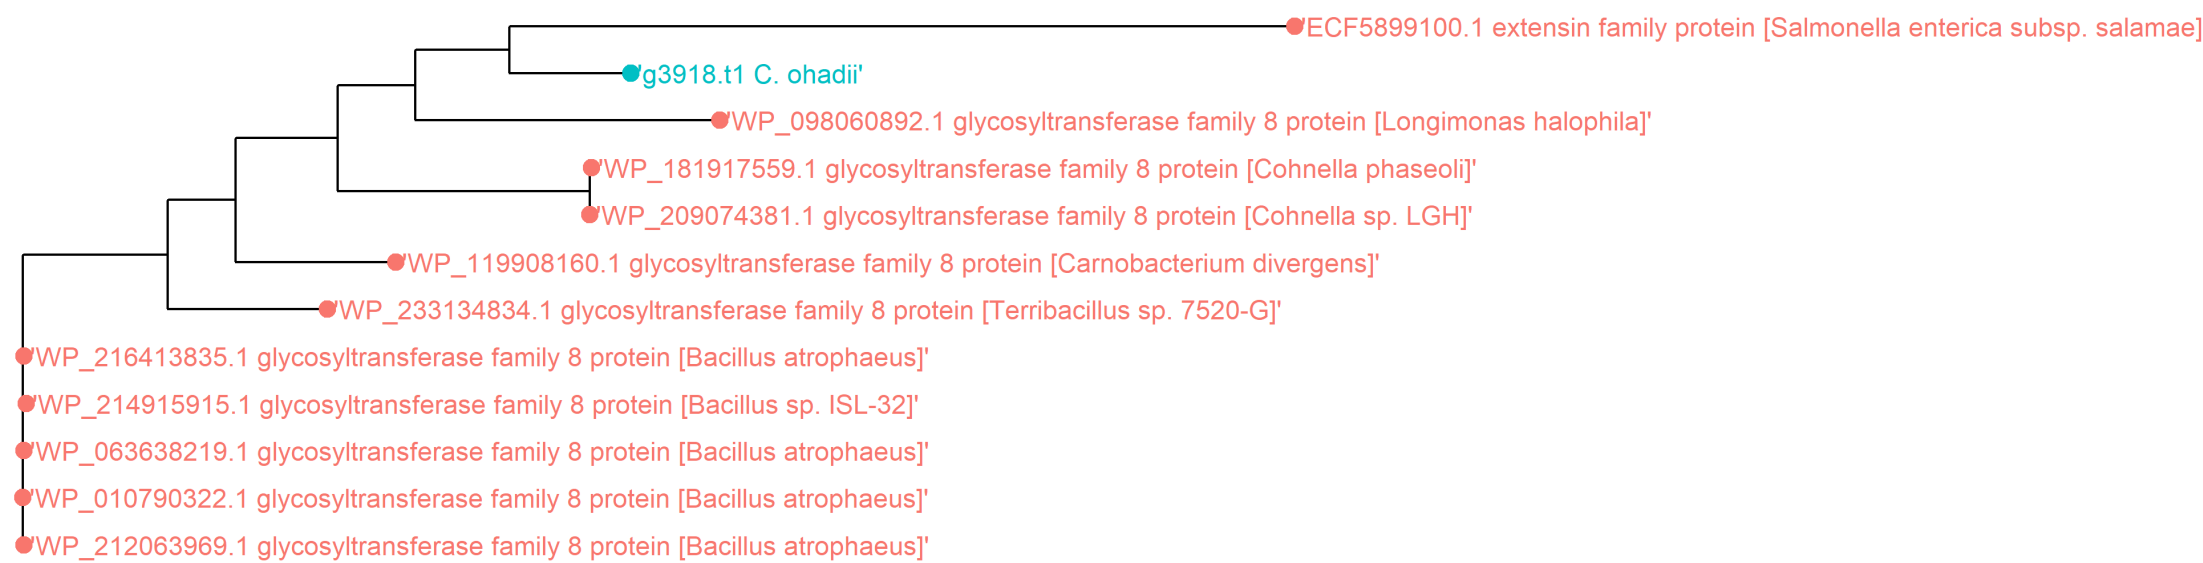 'ECF5899100.1 extensin family protein [Salmonella enterica subsp. salamae]
'g3918.t1 C. ohadii'
'WP_098060892.1 glycosyltransferase family 8 protein [Longimonas halophila]'
'WP_181917559.1 glycosyltransferase family 8 protein [Cohnella phaseoli]'
'WP_209074381.1 glycosyltransferase family 8 protein [Cohnella sp. LGH]'
'WP_119908160.1 glycosyltransferase family 8 protein [Carnobacterium divergens]'
'WP_233134834.1 glycosyltransferase family 8 protein [Terribacillus sp. 7520-G]'
'WP_216413835.1 glycosyltransferase family 8 protein [Bacillus atrophaeus]'
'WP_214915915.1 glycosyltransferase family 8 protein [Bacillus sp. ISL-32]'
'WP_063638219.1 glycosyltransferase family 8 protein [Bacillus atrophaeus]'
'WP_010790322.1 glycosyltransferase family 8 protein [Bacillus atrophaeus]'
'WP_212063969.1 glycosyltransferase family 8 protein [Bacillus atrophaeus]'